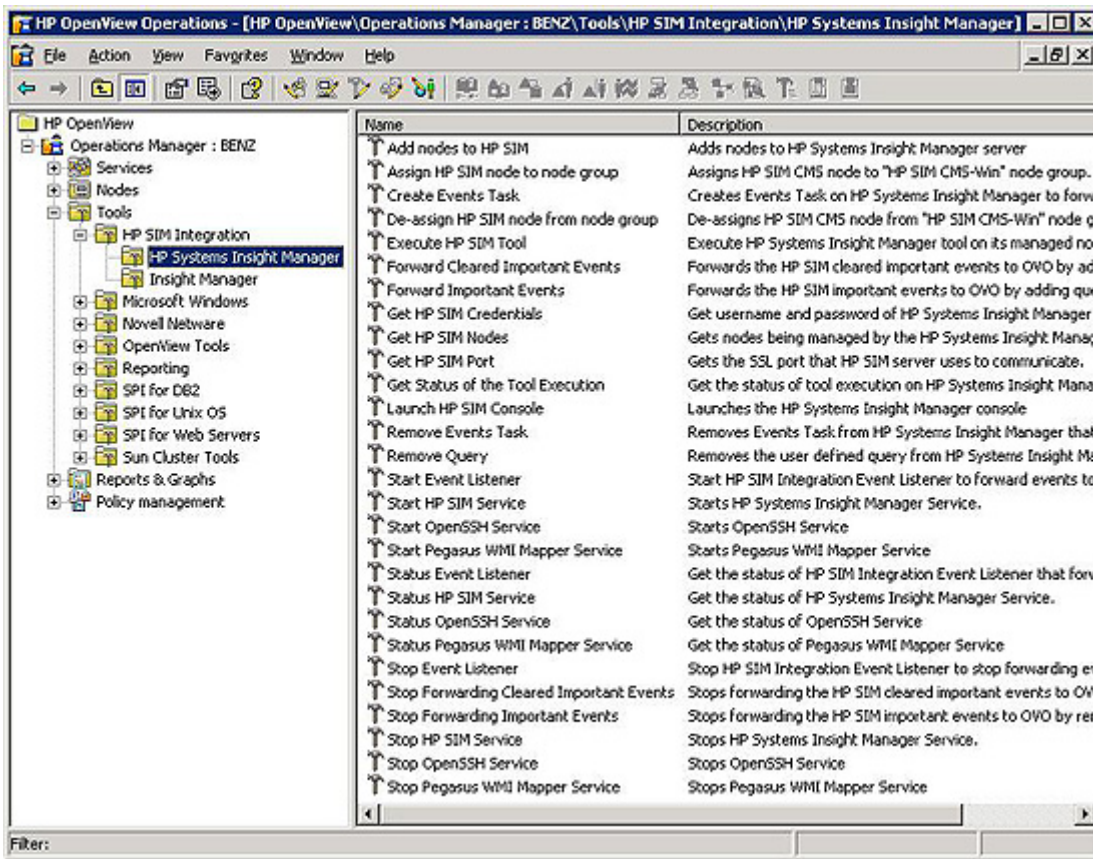 HP OpenView Operations - [HP OpenView\Operations Manager : BENZ\Tools\HP SIM Integration\HP Systems Insight Manager]
File Action View Favorites Window Help
HP OpenView
Operations Manager : BENZ
Services
Nodes
Tools
HP SIM Integration
HP Systems Insight Manager
Insight Manager
Microsoft Windows
Novell Netware
OpenView Tools
Reporting
SPI for DB2
SPI for Unix OS
SPI for Web Servers
Sun Cluster Tools
Reports & Graphs
Policy management
Name Description
Add nodes to HP SIM Adds nodes to HP Systems Insight Manager server
Assign HP SIM node to node group Assigns HP SIM CMS node to "HP SIM CMS-Win" node group.
Create Events Task Creates Events Task on HP Systems Insight Manager to forw
De-assign HP SIM node from node group De-assigns HP SIM CMS node from "HP SIM CMS-Win" node g
Execute HP SIM Tool Execute HP Systems Insight Manager tool on its managed no
Forward Cleared Important Events Forwards the HP SIM cleared important events to OVO by ad
Forward Important Events Forwards the HP SIM important events to OVO by adding que
Get HP SIM Credentials Get username and password of HP Systems Insight Manager
Get HP SIM Nodes Gets nodes being managed by the HP Systems Insight Manag
Get HP SIM Port Gets the SSL port that HP SIM server uses to communicate.
Get Status of the Tool Execution Get the status of tool execution on HP Systems Insight Mana
Launch HP SIM Console Launches the HP Systems Insight Manager console
Remove Events Task Removes Events Task from HP Systems Insight Manager that
Remove Query Removes the user defined query from HP Systems Insight Ma
Start Event Listener Start HP SIM Integration Event Listener to forward events to
Start HP SIM Service Starts HP Systems Insight Manager Service.
Start OpenSSH Service Starts OpenSSH Service
Start Pegasus WMI Mapper Service Starts Pegasus WMI Mapper Service
Status Event Listener Get the status of HP SIM Integration Event Listener that forw
Status HP SIM Service Get the status of HP Systems Insight Manager Service.
Status OpenSSH Service Get the status of OpenSSH Service
Status Pegasus WMI Mapper Service Get the status of Pegasus WMI Mapper Service
Stop Event Listener Stop HP SIM Integration Event Listener to stop forwarding ev
Stop Forwarding Cleared Important Events Stops forwarding the HP SIM cleared important events to OV
Stop Forwarding Important Events Stops forwarding the HP SIM important events to OVO by rem
Stop HP SIM Service Stops HP Systems Insight Manager Service.
Stop OpenSSH Service Stops OpenSSH Service
Stop Pegasus WMI Mapper Service Stops Pegasus WMI Mapper Service
Filter: